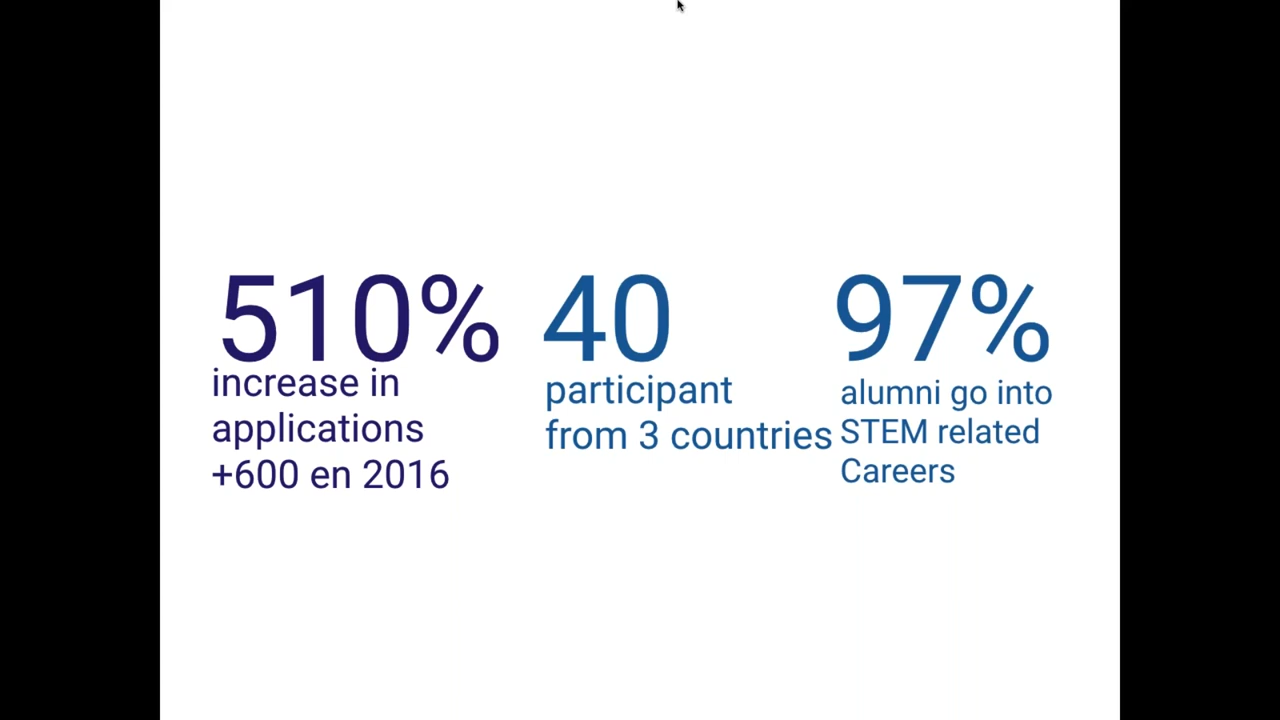 510%
increase in
applications
+600 en 2016
40
participant
from 3 countries
97%
alumni go into
STEM related
Careers